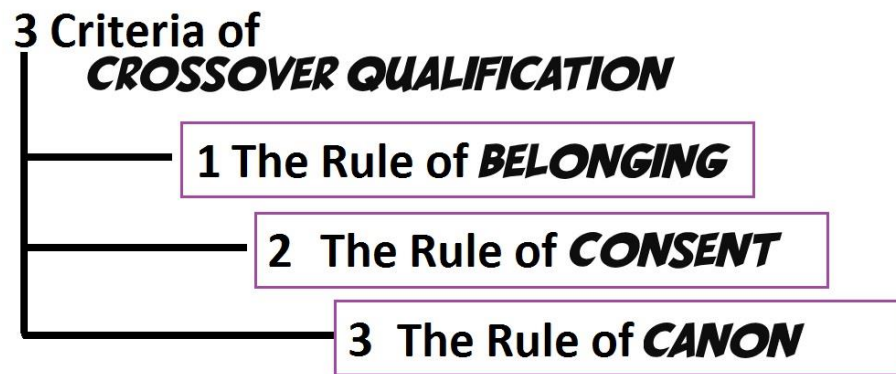 3 Criteria of
CROSSOVER QUALIFICATION
1 The Rule of BELONGING
2 The Rule of CONSENT
3 The Rule of CANON